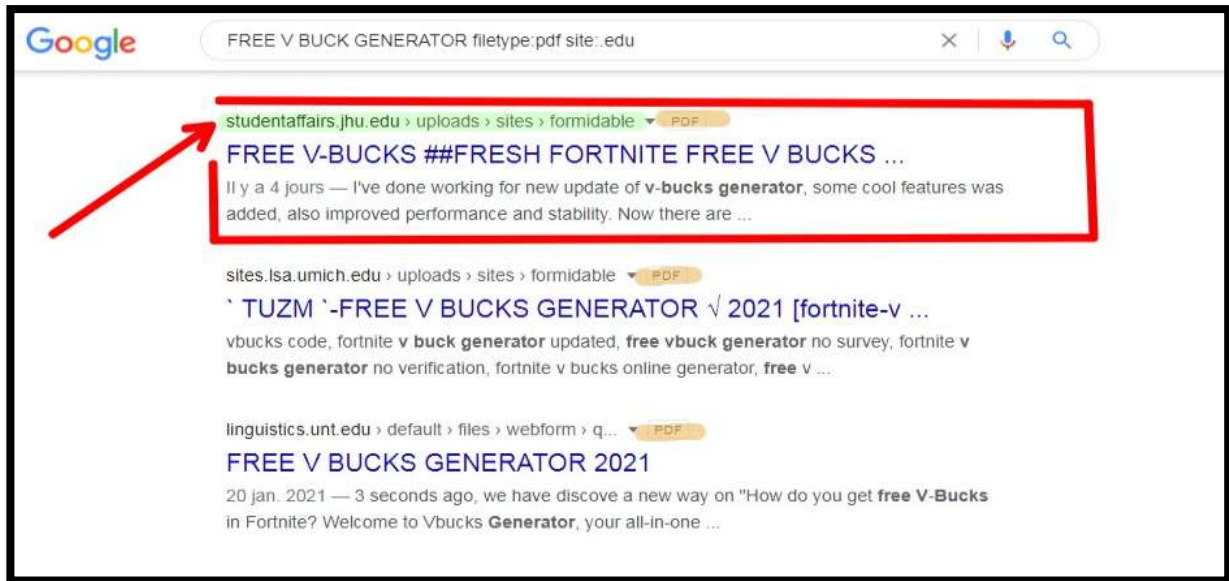 Google
FREE V BUCK GENERATOR filetype:pdf site:.edu
studentaffairs.jhu.edu › uploads › sites › formidable PDF
FREE V-BUCKS ##FRESH FORTNITE FREE V BUCKS ...
Il y a 4 jours — I've done working for new update of v-bucks generator, some cool features was
added, also improved performance and stability. Now there are ...
sites.lsa.umich.edu › uploads › sites › formidable PDF
` TUZM `-FREE V BUCKS GENERATOR √ 2021 [fortnite-v ...
vbucks code, fortnite v buck generator updated, free vbuck generator no survey, fortnite v
bucks generator no verification, fortnite v bucks online generator, free v ...
linguistics.unt.edu › default › files › webform › q... PDF
FREE V BUCKS GENERATOR 2021
20 jan. 2021 — 3 seconds ago, we have discove a new way on "How do you get free V-Bucks
in Fortnite? Welcome to Vbucks Generator, your all-in-one ...